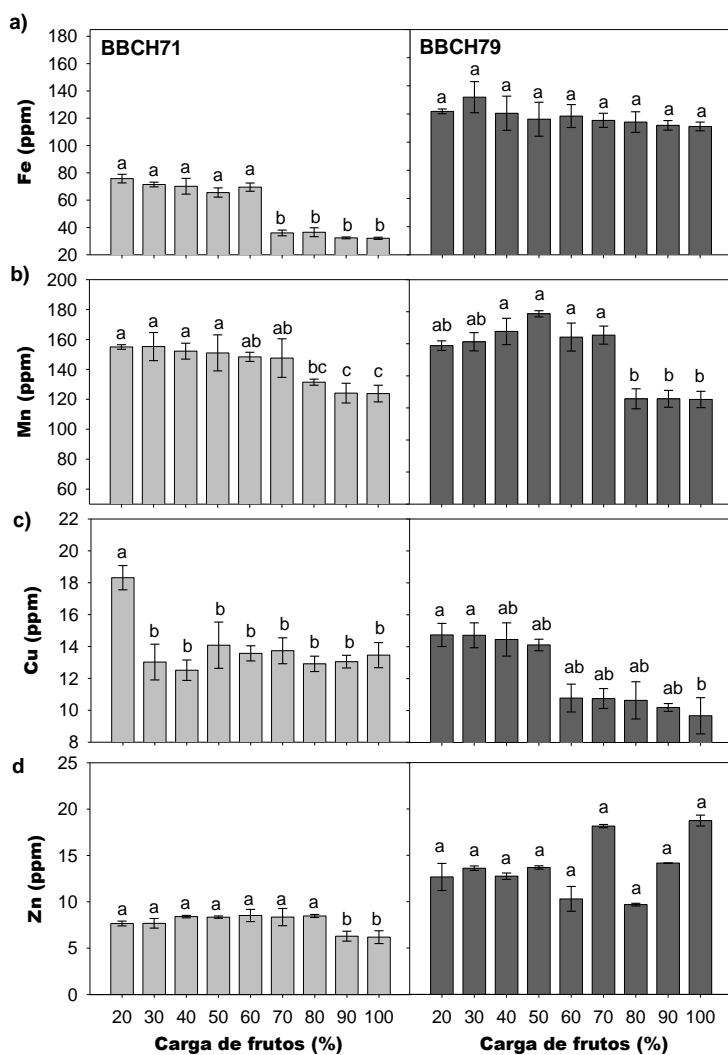 a)
BBCH71
BBCH79
Fe (ppm)
180
160
140
120
100
80
60
40
20
a a a a a b b b b
a a a a a a a a a
b)
Mn (ppm)
200
180
160
140
120
100
80
60
a a a a ab ab bc c c
ab ab a a a a b b b
c)
Cu (ppm)
22
20
18
16
14
12
10
8
a b b b b b b b b
a a ab ab ab ab ab ab b
d
Zn (ppm)
25
20
15
10
5
0
a a a a a a a b b
a a a a a a a a a
20 30 40 50 60 70 80 90 100
20 30 40 50 60 70 80 90 100
Carga de frutos (%)
Carga de frutos (%)